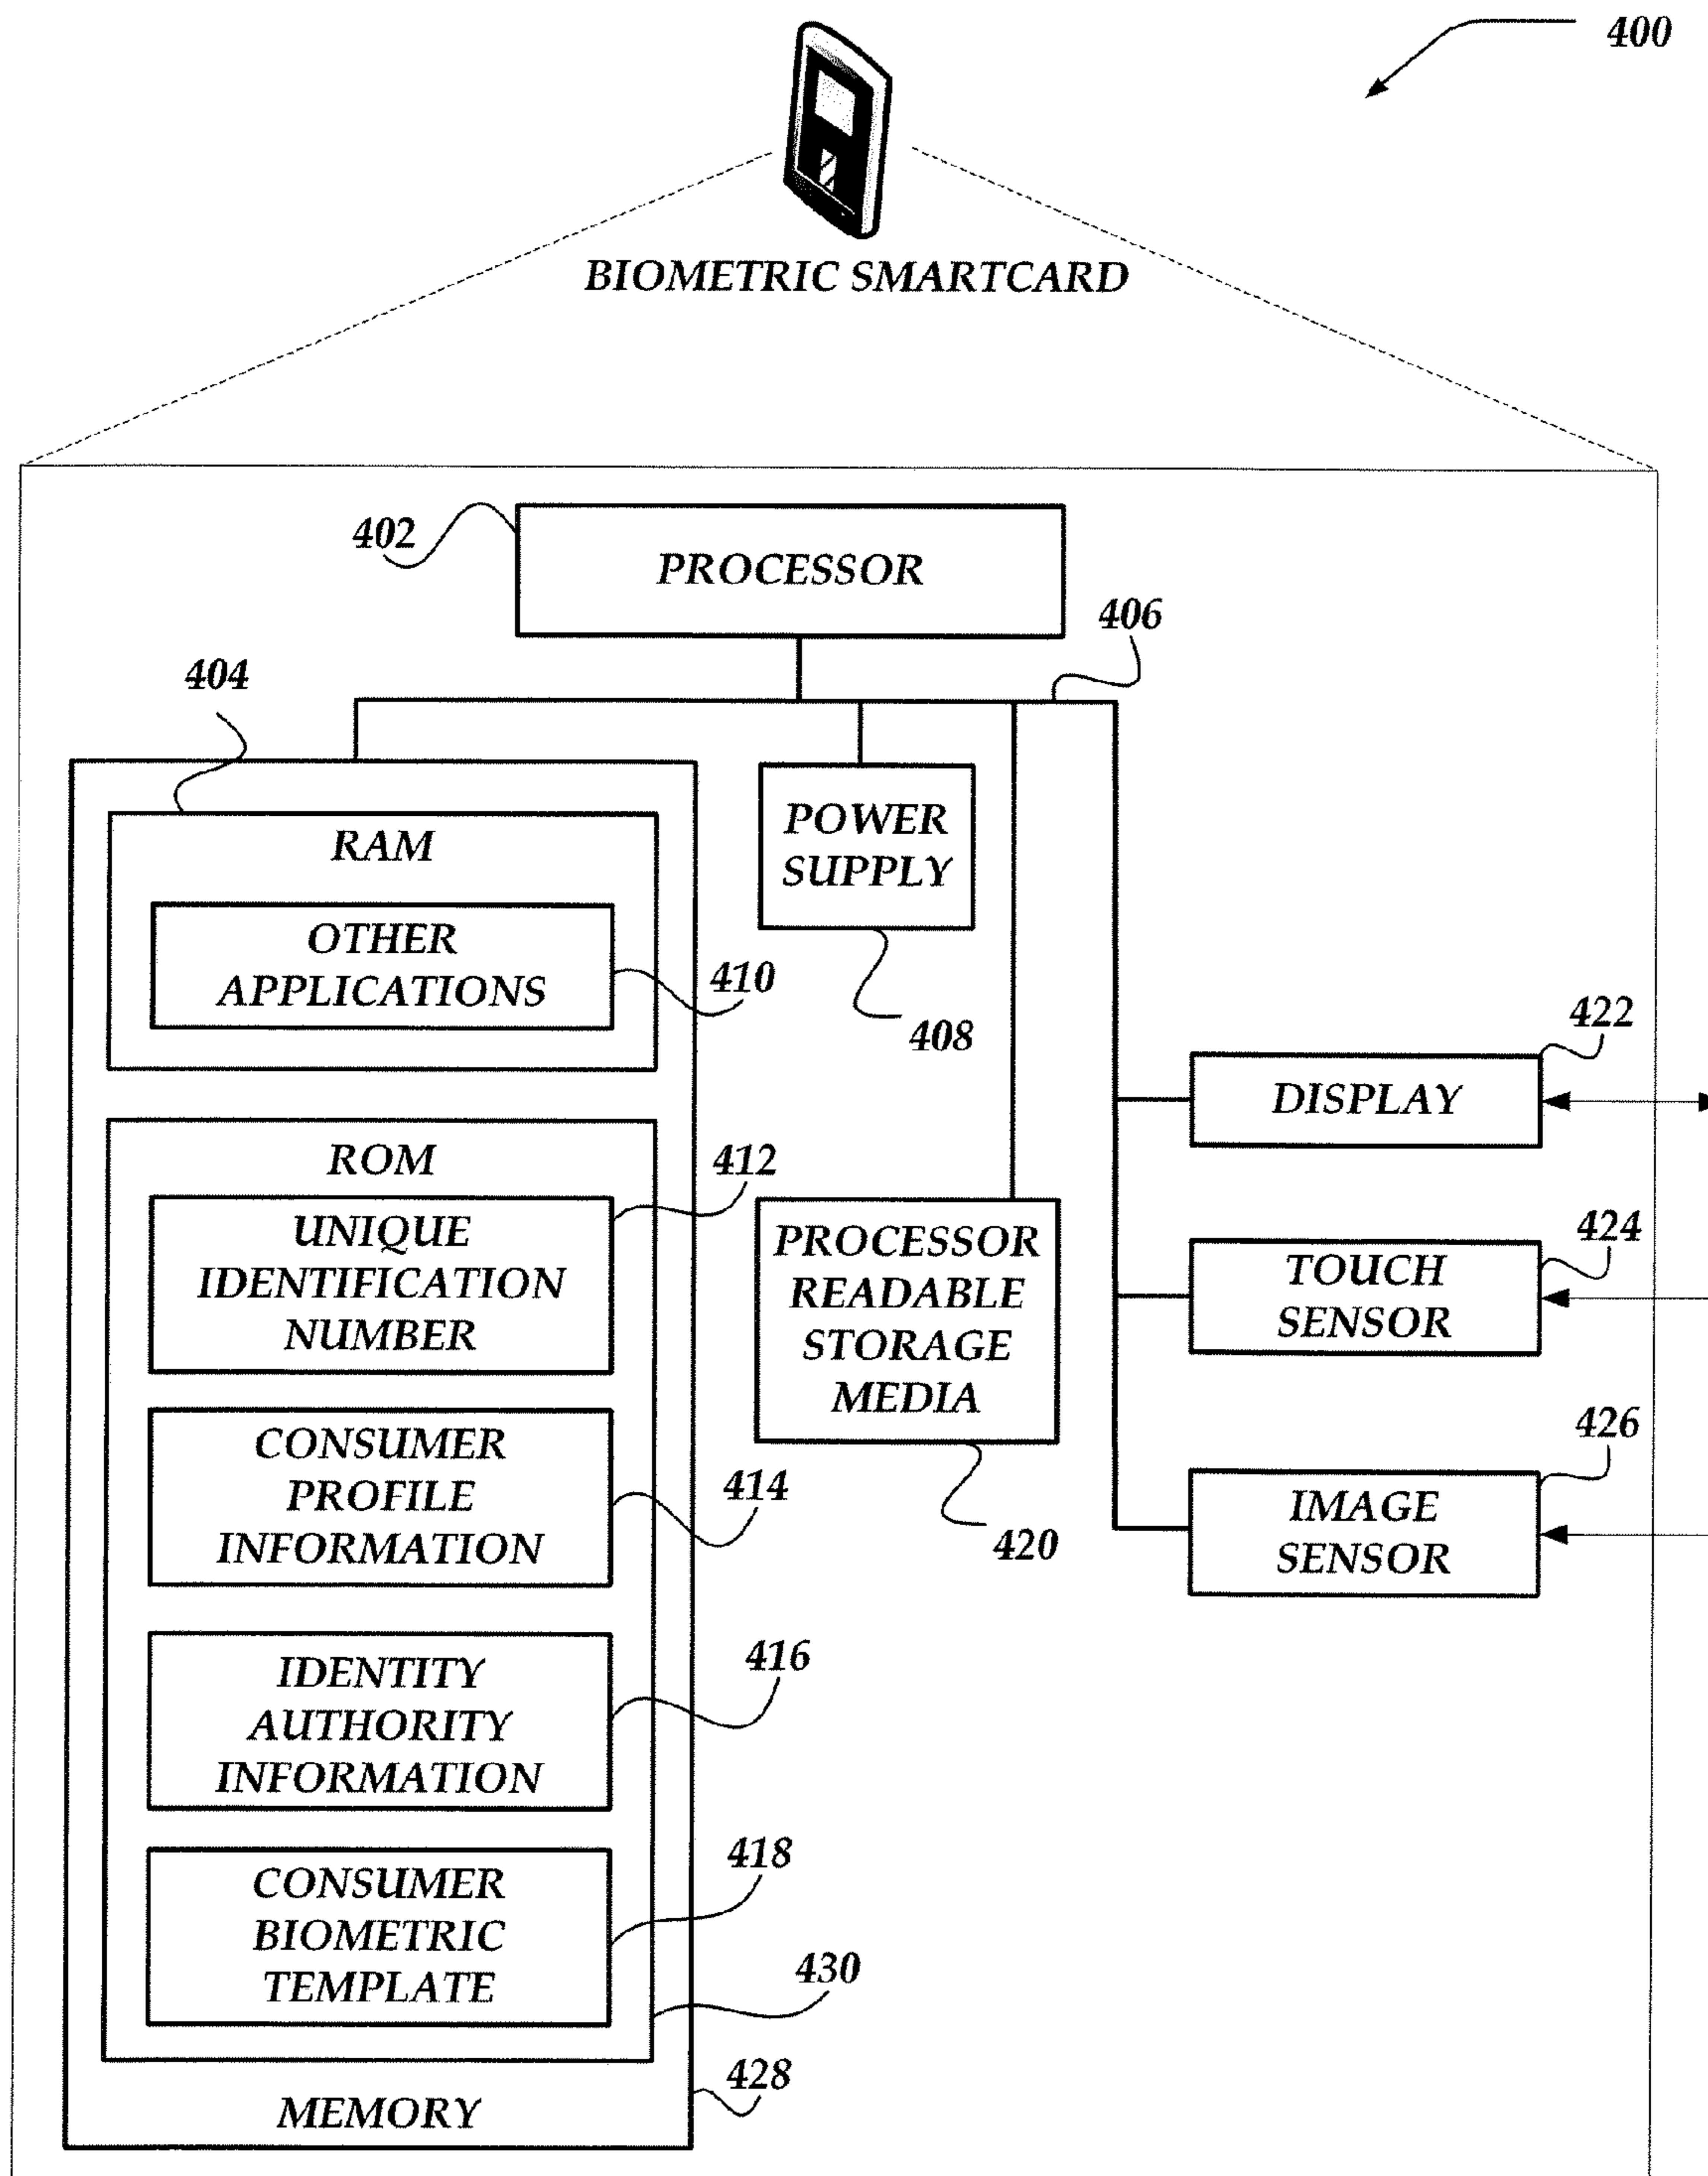 400
BIOMETRIC SMARTCARD
402
PROCESSOR
406
404
RAM
OTHER
APPLICATIONS
410
POWER
SUPPLY
408
422
DISPLAY
ROM
412
UNIQUE
IDENTIFICATION
NUMBER
PROCESSOR
READABLE
STORAGE
MEDIA
420
424
TOUCH
SENSOR
CONSUMER
PROFILE
INFORMATION
414
426
IMAGE
SENSOR
IDENTITY
AUTHORITY
INFORMATION
416
CONSUMER
BIOMETRIC
TEMPLATE
418
430
MEMORY
428